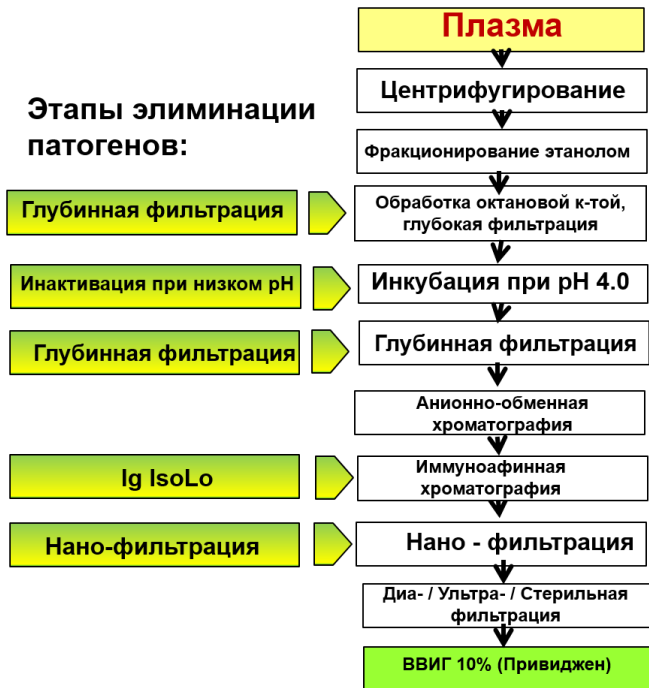 Плазма
Центрифугирование
Этапы элиминации
патогенов:
Фракционирование этанолом
Глубинная фильтрация
Обработка октановой к-той,
глубокая фильтрация
Инактивация при низком pH
Инкубация при pH 4.0
Глубинная фильтрация
Глубинная фильтрация
Анионно-обменная
хроматография
Ig IsoLo
Иммуноафинная
хроматография
Нано-фильтрация
Нано - фильтрация
Диа- / Ультра- / Стерильная
фильтрация
ВВИГ 10% (Привиджен)